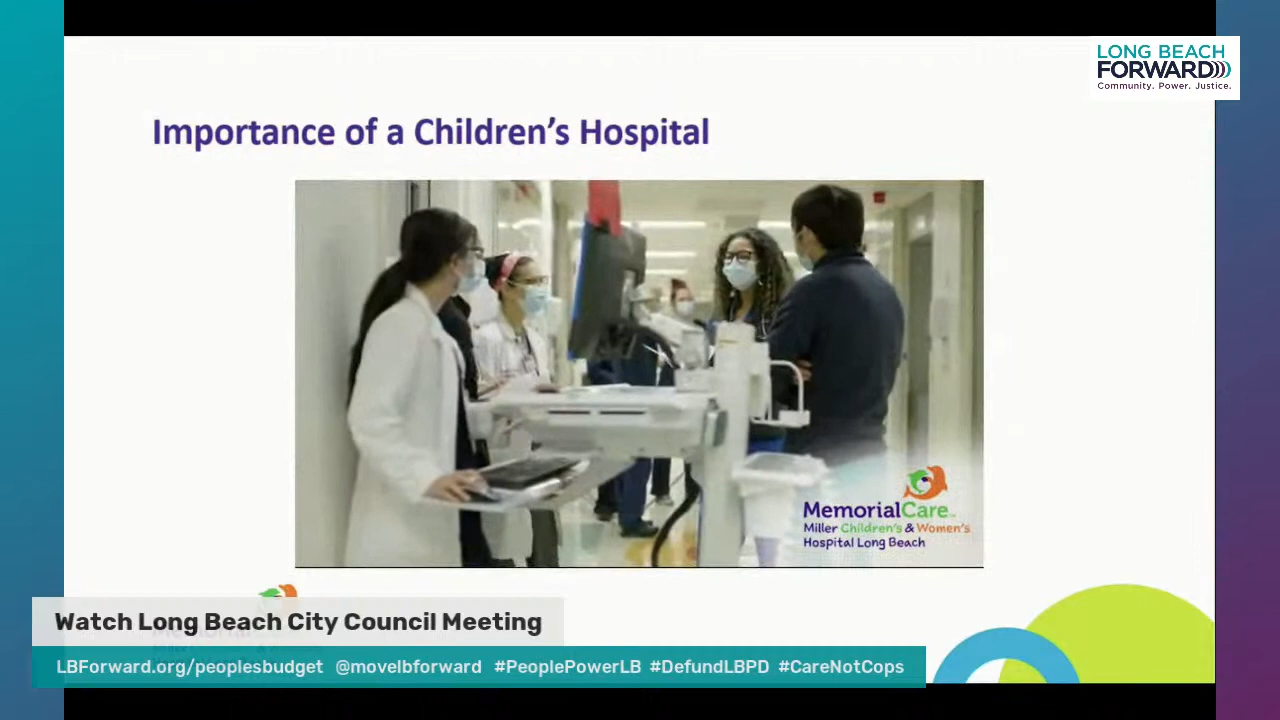 LONG BEACH
FORWARD
Community. Power. Justice.
Importance of a Children's Hospital
MemorialCare™
Miller Children's & Women's
Hospital Long Beach
Watch Long Beach City Council Meeting
LBForward.org/peoplesbudget @movelbforward #PeoplePowerLB #DefundLBPD #CareNotCops